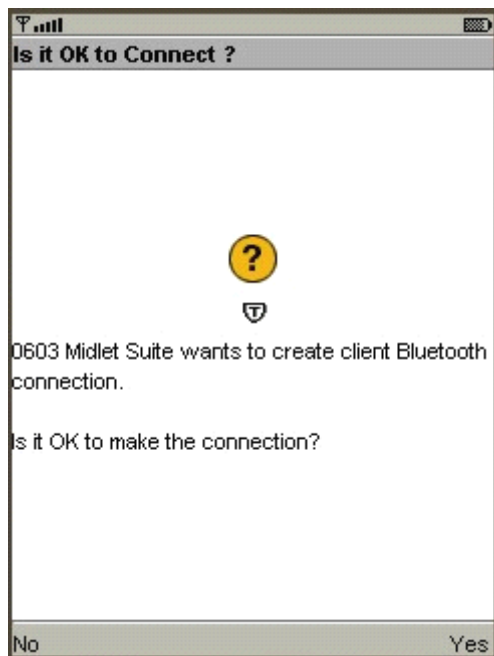 Is it OK to Connect ?
?
T
0603 Midlet Suite wants to create client Bluetooth
connection.
Is it OK to make the connection?
No Yes